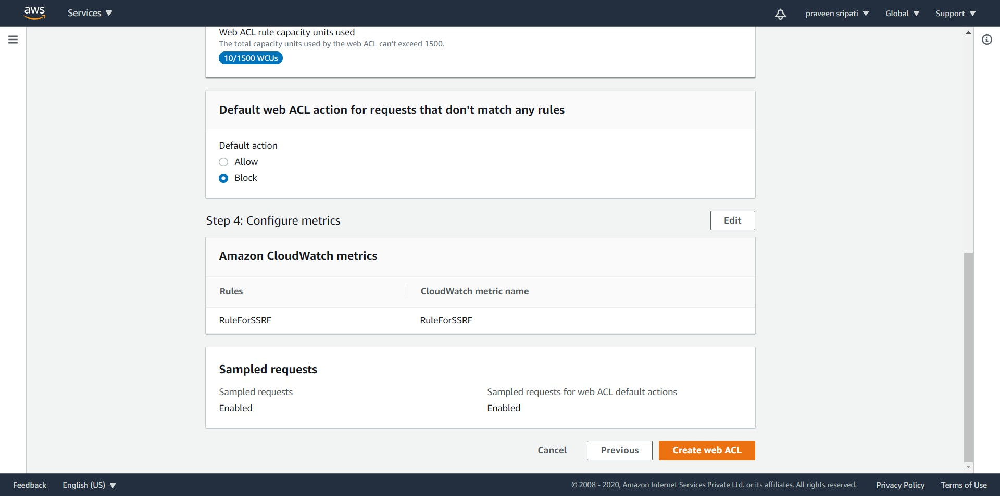 aws
Services
praveen sripati
Global
Support
Web ACL rule capacity units used
The total capacity units used by the web ACL can't exceed 1500.
10/1500 WCUs
Default web ACL action for requests that don't match any rules
Default action
Allow
Block
Step 4: Configure metrics
Edit
Amazon CloudWatch metrics
Rules
CloudWatch metric name
RuleForSSRF
RuleForSSRF
Sampled requests
Sampled requests
Sampled requests for web ACL default actions
Enabled
Enabled
Cancel
Previous
Create web ACL
Feedback
English (US)
© 2008 - 2020, Amazon Internet Services Private Ltd. or its affiliates. All rights reserved.
Privacy Policy
Terms of Use